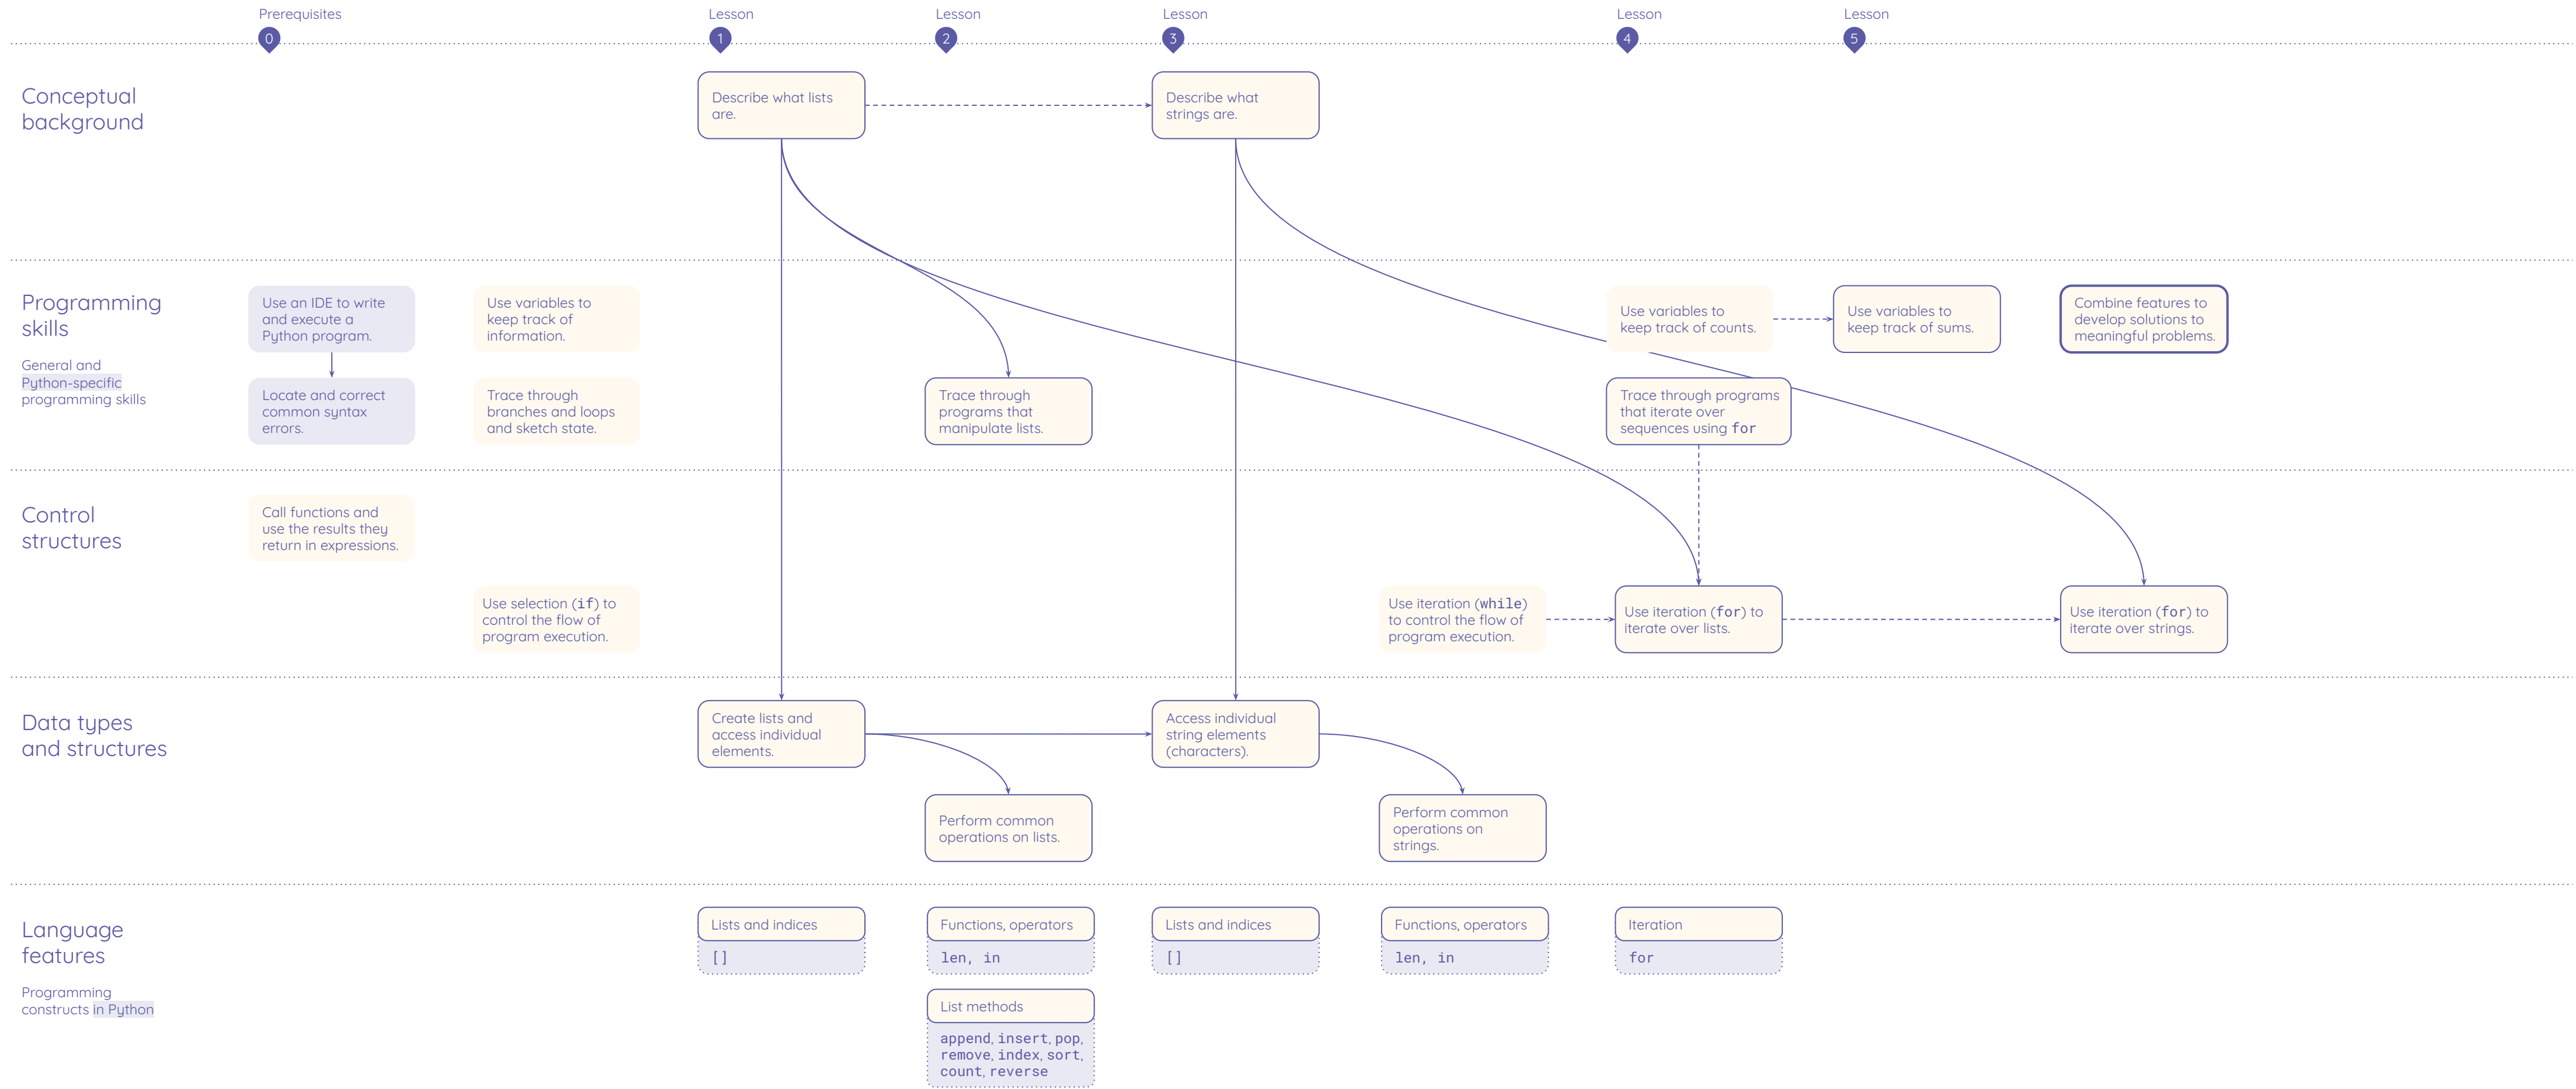 Prerequisites
0
Lesson
1
Lesson
2
Lesson
3
Lesson
4
Lesson
5
Conceptual
background
Describe what lists
are.
Describe what
strings are.
Programming
skills
General and
Python-specific
programming skills
Use an IDE to write
and execute a
Python program.
Use variables to
keep track of
information.
Use variables to
keep track of counts.
Use variables to
keep track of sums.
Combine features to
develop solutions to
meaningful problems.
Locate and correct
common syntax
errors.
Trace through
branches and loops
and sketch state.
Trace through
programs that
manipulate lists.
Trace through programs
that iterate over
sequences using for
Control
structures
Call functions and
use the results they
return in expressions.
Use selection (if) to
control the flow of
program execution.
Use iteration (while)
to control the flow of
program execution.
Use iteration (for) to
iterate over lists.
Use iteration (for) to
iterate over strings.
Data types
and structures
Create lists and
access individual
elements.
Access individual
string elements
(characters).
Perform common
operations on lists.
Perform common
operations on
strings.
Language
features
Programming
constructs in Python
Lists and indices
[]
Functions, operators
len, in
Lists and indices
[]
Functions, operators
len, in
Iteration
for
List methods
append, insert, pop,
remove, index, sort,
count, reverse